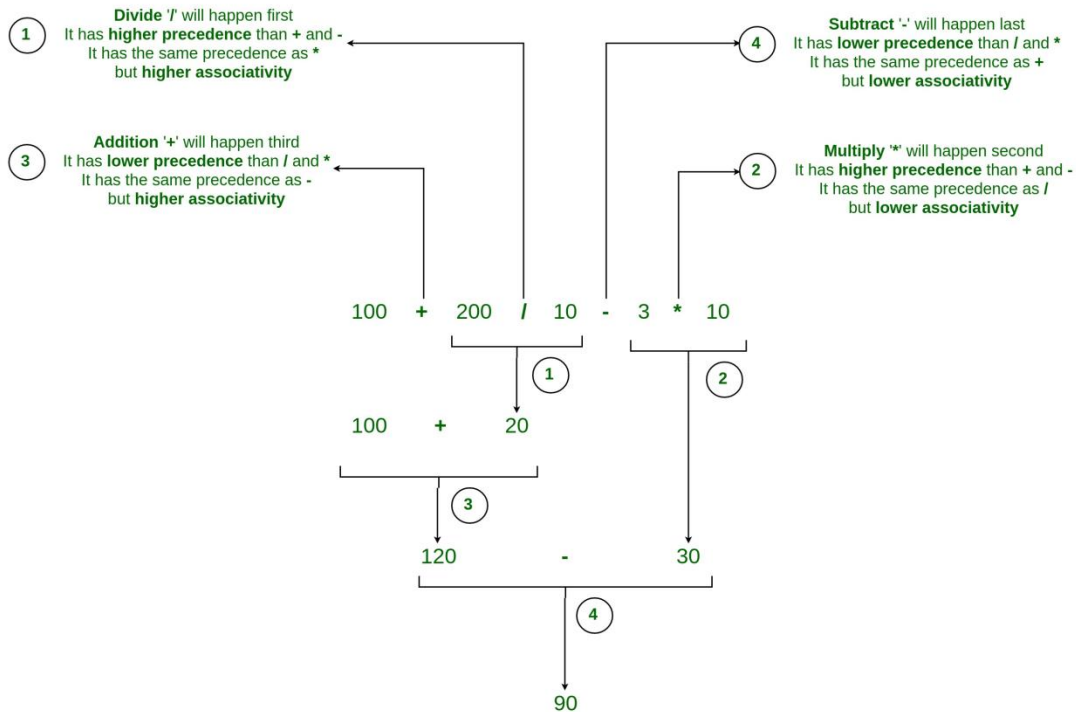 1
Divide '/' will happen first
It has higher precedence than + and -
It has the same precedence as *
but higher associativity
4
Subtract '-' will happen last
It has lower precedence than / and *
It has the same precedence as +
but lower associativity
3
Addition '+' will happen third
It has lower precedence than / and *
It has the same precedence as -
but higher associativity
2
Multiply '*' will happen second
It has higher precedence than + and -
It has the same precedence as /
but lower associativity
100 + 200 / 10 - 3 * 10
1
2
100 + 20
3
120 - 30
4
90